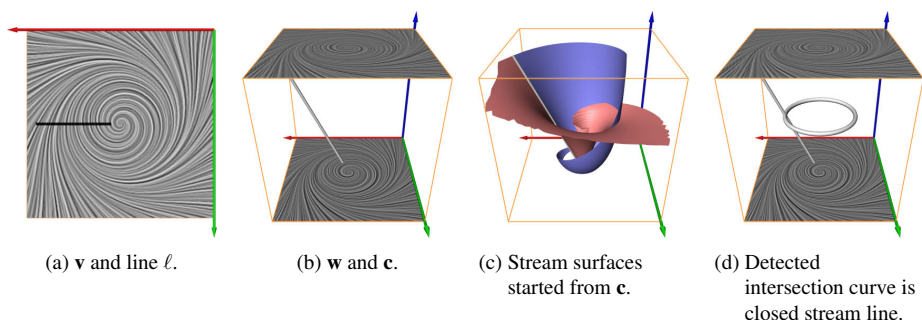 (a) v and line ℓ.
(b) w and c.
(c) Stream surfaces
started from c.
(d) Detected
intersection curve is
closed stream line.